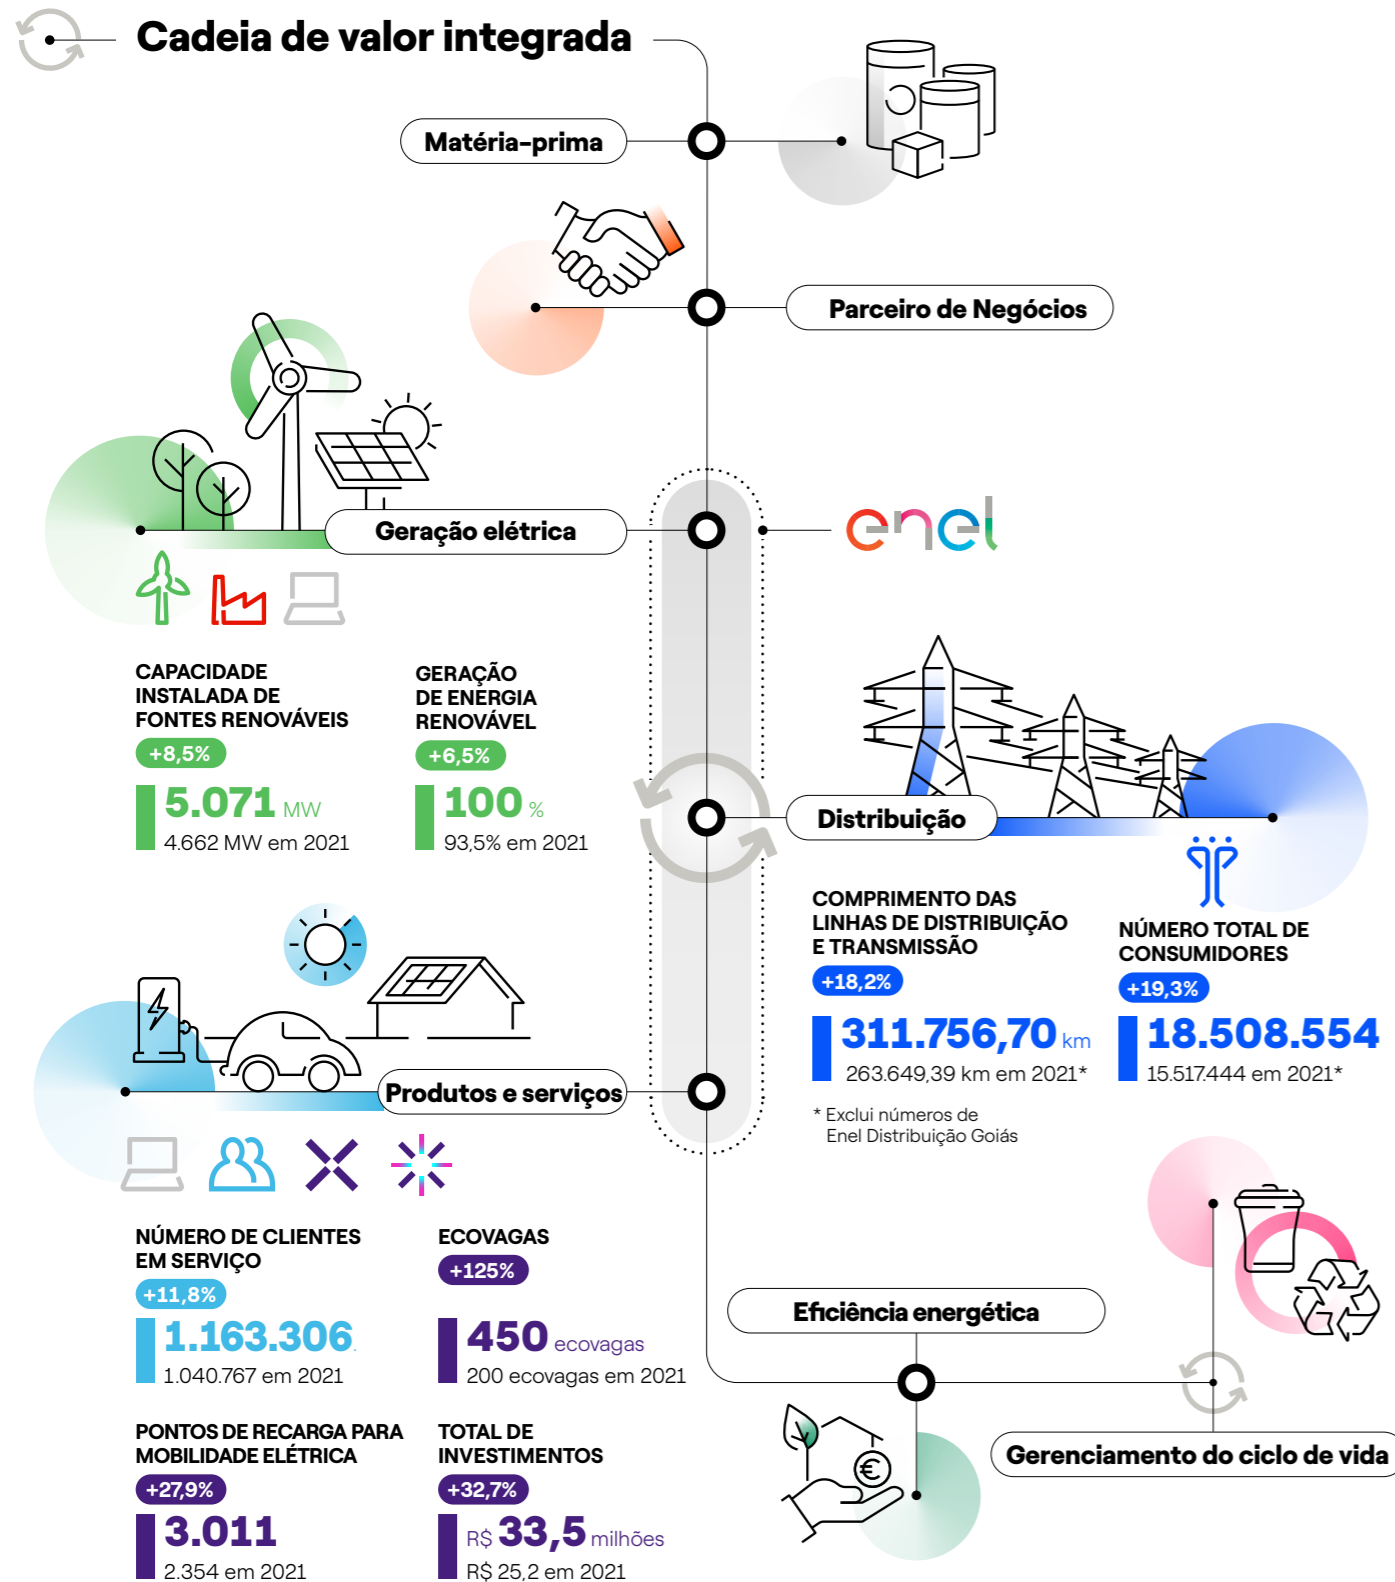 Cadeia de valor integrada
Matéria-prima
Parceiro de Negócios
Geração elétrica
enel
CAPACIDADE
INSTALADA DE
FONTES RENOVÁVEIS
+8,5%
5.071 MW
4.662 MW em 2021
GERAÇÃO
DE ENERGIA
RENOVÁVEL
+6,5%
100 %
93,5% em 2021
Distribuição
COMPRIMENTO DAS
LINHAS DE DISTRIBUIÇÃO
E TRANSMISSÃO
+18,2%
311.756,70 km
263.649,39 km em 2021*
NÚMERO TOTAL DE
CONSUMIDORES
+19,3%
18.508.554
15.517.444 em 2021*
* Exclui números de
Enel Distribuição Goiás
Produtos e serviços
NÚMERO DE CLIENTES
EM SERVIÇO
+11,8%
1.163.306.
1.040.767 em 2021
ECOVAGAS
+125%
450 ecovagas
200 ecovagas em 2021
PONTOS DE RECARGA PARA
MOBILIDADE ELÉTRICA
+27,9%
3.011
2.354 em 2021
TOTAL DE
INVESTIMENTOS
+32,7%
R$ 33,5 milhões
R$ 25,2 em 2021
Eficiência energética
€
Gerenciamento do ciclo de vida